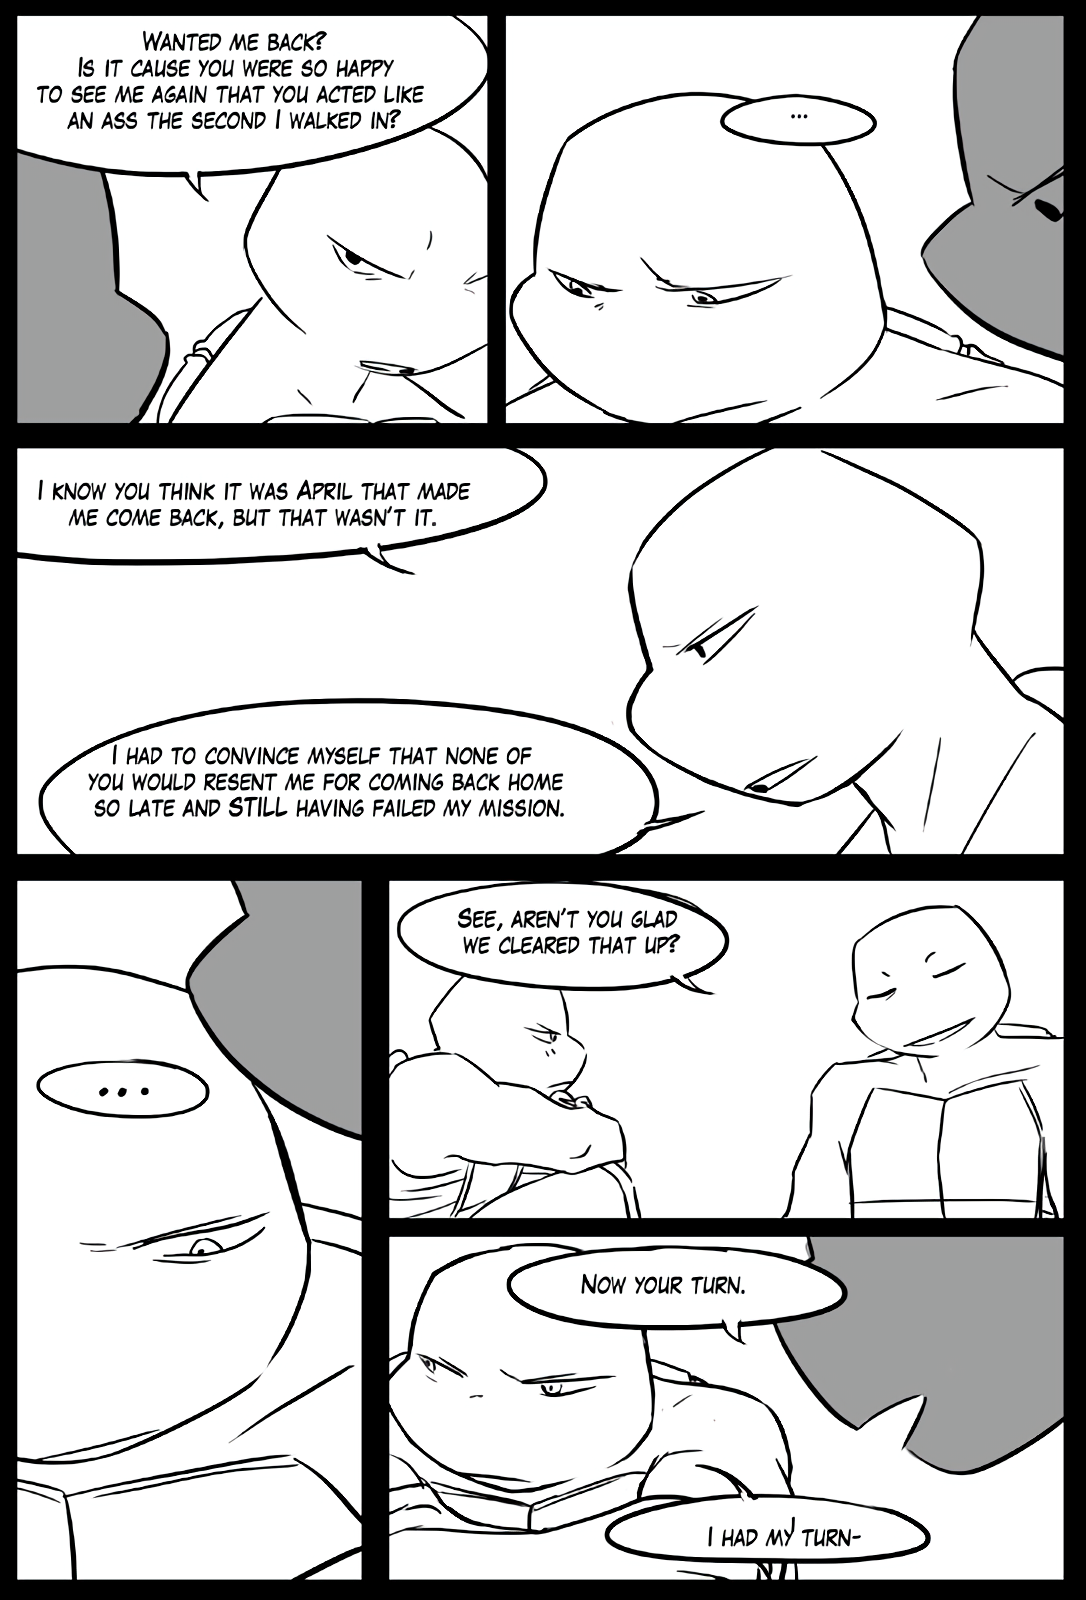 WANTED ME BACK?
IS IT CAUSE YOU WERE SO HAPPY
TO SEE ME AGAIN THAT YOU ACTED LIKE
AN ASS THE SECOND I WALKED IN?
...
I KNOW YOU THINK IT WAS APRIL THAT MADE
ME COME BACK, BUT THAT WASN'T IT.
I HAD TO CONVINCE MYSELF THAT NONE OF
YOU WOULD RESENT ME FOR COMING BACK HOME
SO LATE AND STILL HAVING FAILED MY MISSION.
...
SEE, AREN'T YOU GLAD
WE CLEARED THAT UP?
NOW YOUR TURN.
I HAD MY TURN-